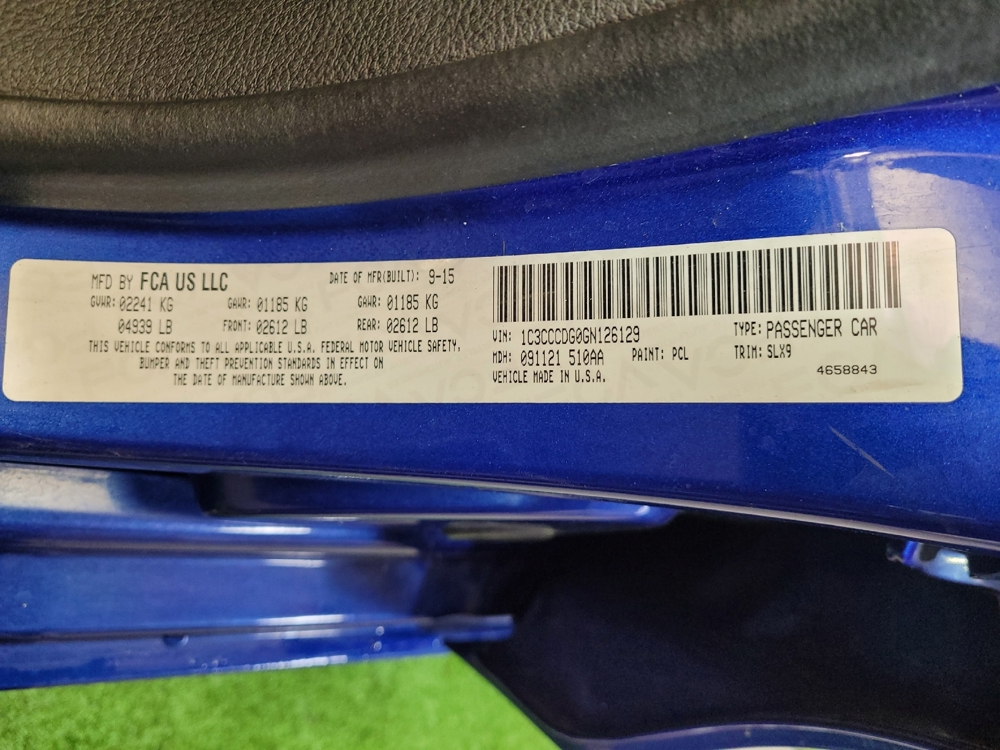 MFD BY FCA US LLC DATE OF MFR(BUILT): 9-15
GVWR: 02241 KG GAWR: 01185 KG GAWR: 01185 KG
04939 LB FRONT: 02612 LB REAR: 02612 LB
THIS VEHICLE CONFORMS TO ALL APPLICABLE U.S.A. FEDERAL MOTOR VEHICLE SAFETY,
BUMPER AND THEFT PREVENTION STANDARDS IN EFFECT ON
THE DATE OF MANUFACTURE SHOWN ABOVE.
VIN: 1C3CCCDG0GN126129 TYPE: PASSENGER CAR
MDH: 091121 510AA PAINT: PCL TRIM: SLX9
VEHICLE MADE IN U.S.A. 4658843